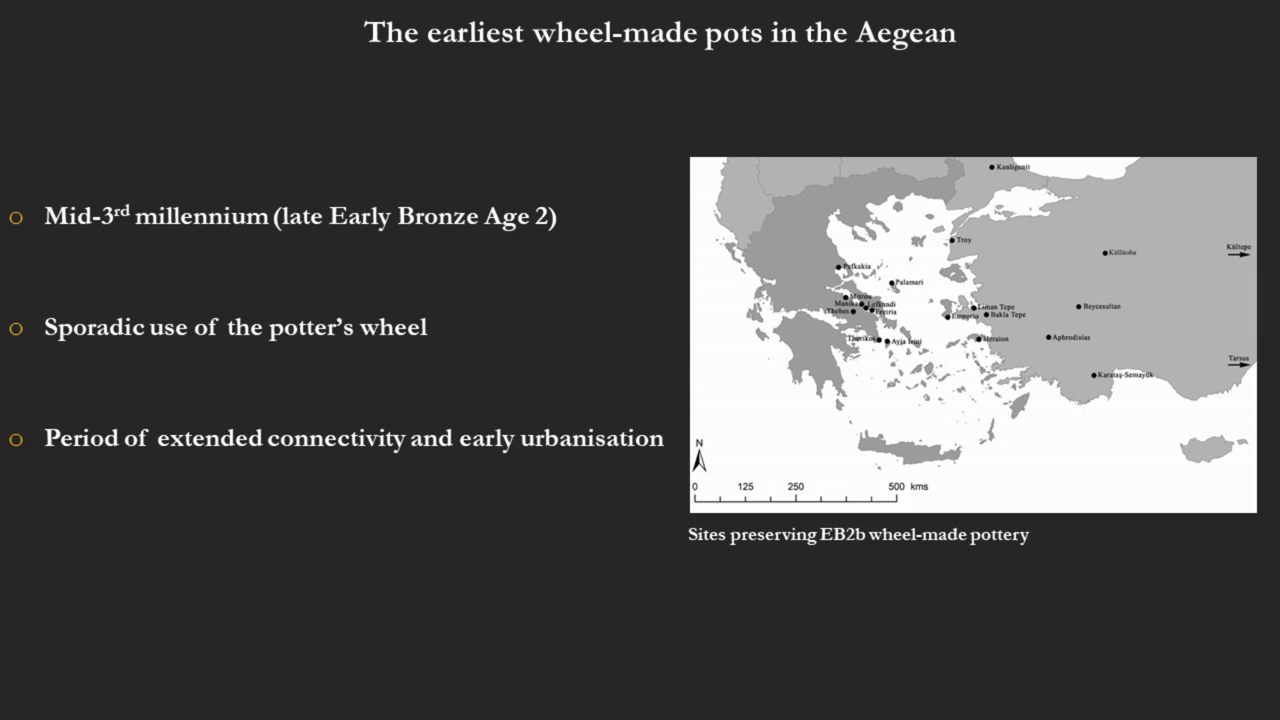 The earliest wheel-made pots in the Aegean
○ Mid-3rd millennium (late Early Bronze Age 2)
○ Sporadic use of the potter's wheel
○ Period of extended connectivity and early urbanisation
Kanligenit
Troy
Küllüoba
Kültepe
Pefkakia
Palamari
Mitrou
Manika
Lefkandi
Thebes
Eretria
Liman Tepe
Bakla Tepe
Emporio
Beycesultan
Thorikos
Ayia Irini
Heraion
Aphrodisias
Tarsus
Karataş-Semayük
N
0 125 250 500 kms
Sites preserving EB2b wheel-made pottery